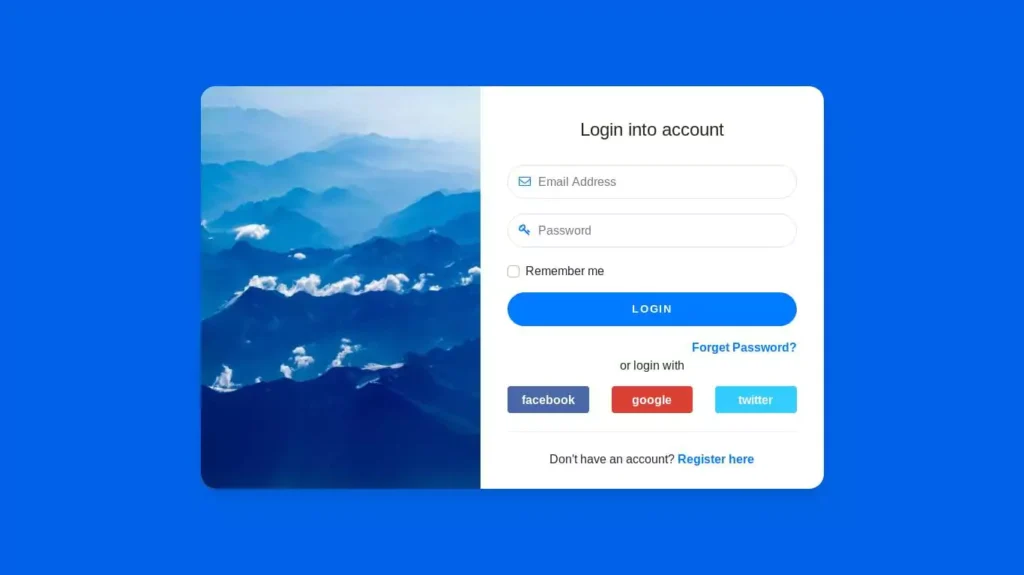 Login into account
Email Address
Password
Remember me
LOGIN
Forget Password?
or login with
facebook google twitter
Don't have an account? Register here